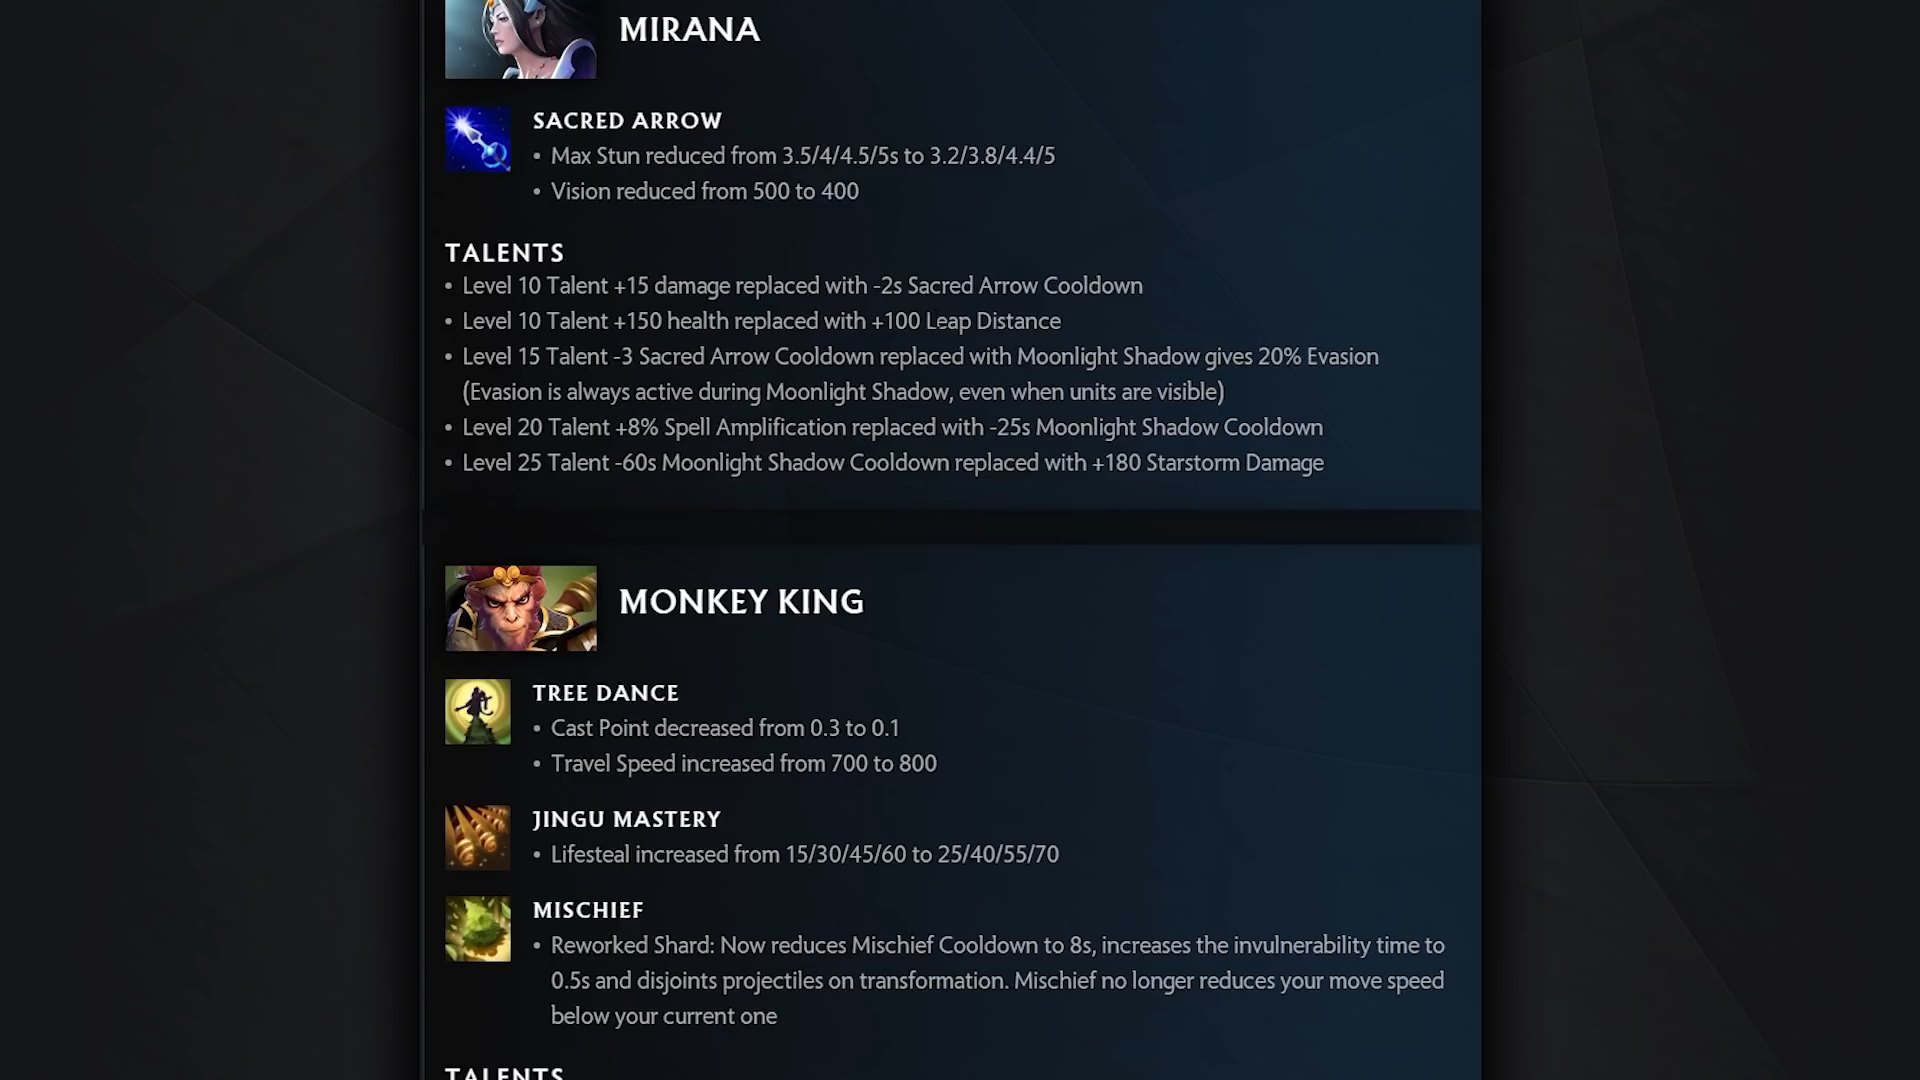 MIRANA
SACRED ARROW
• Max Stun reduced from 3.5/4/4.5/5s to 3.2/3.8/4.4/5
• Vision reduced from 500 to 400
TALENTS
• Level 10 Talent +15 damage replaced with -2s Sacred Arrow Cooldown
• Level 10 Talent +150 health replaced with +100 Leap Distance
• Level 15 Talent -3 Sacred Arrow Cooldown replaced with Moonlight Shadow gives 20% Evasion
(Evasion is always active during Moonlight Shadow, even when units are visible)
• Level 20 Talent +8% Spell Amplification replaced with -25s Moonlight Shadow Cooldown
• Level 25 Talent -60s Moonlight Shadow Cooldown replaced with +180 Starstorm Damage
MONKEY KING
TREE DANCE
• Cast Point decreased from 0.3 to 0.1
• Travel Speed increased from 700 to 800
JINGU MASTERY
• Lifesteal increased from 15/30/45/60 to 25/40/55/70
MISCHIEF
• Reworked Shard: Now reduces Mischief Cooldown to 8s, increases the invulnerability time to
0.5s and disjoints projectiles on transformation. Mischief no longer reduces your move speed
below your current one
TALENTS